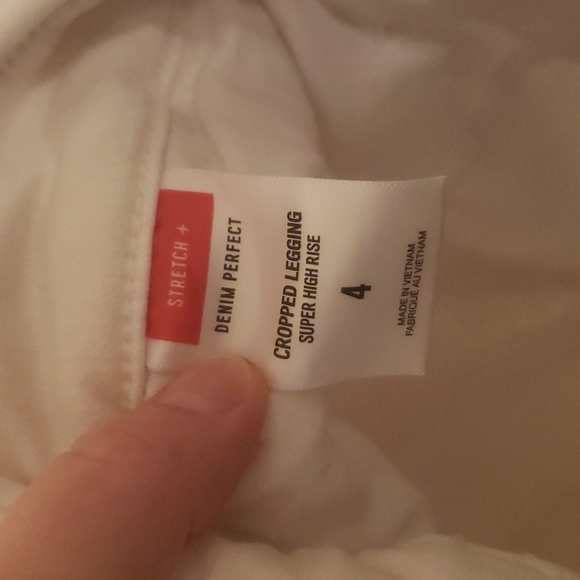 STRETCH +
DENIM PERFECT
CROPPED LEGGING
SUPER HIGH RISE
4
MADE IN VIETNAM
FABRIQUÉ AU VIETNAM